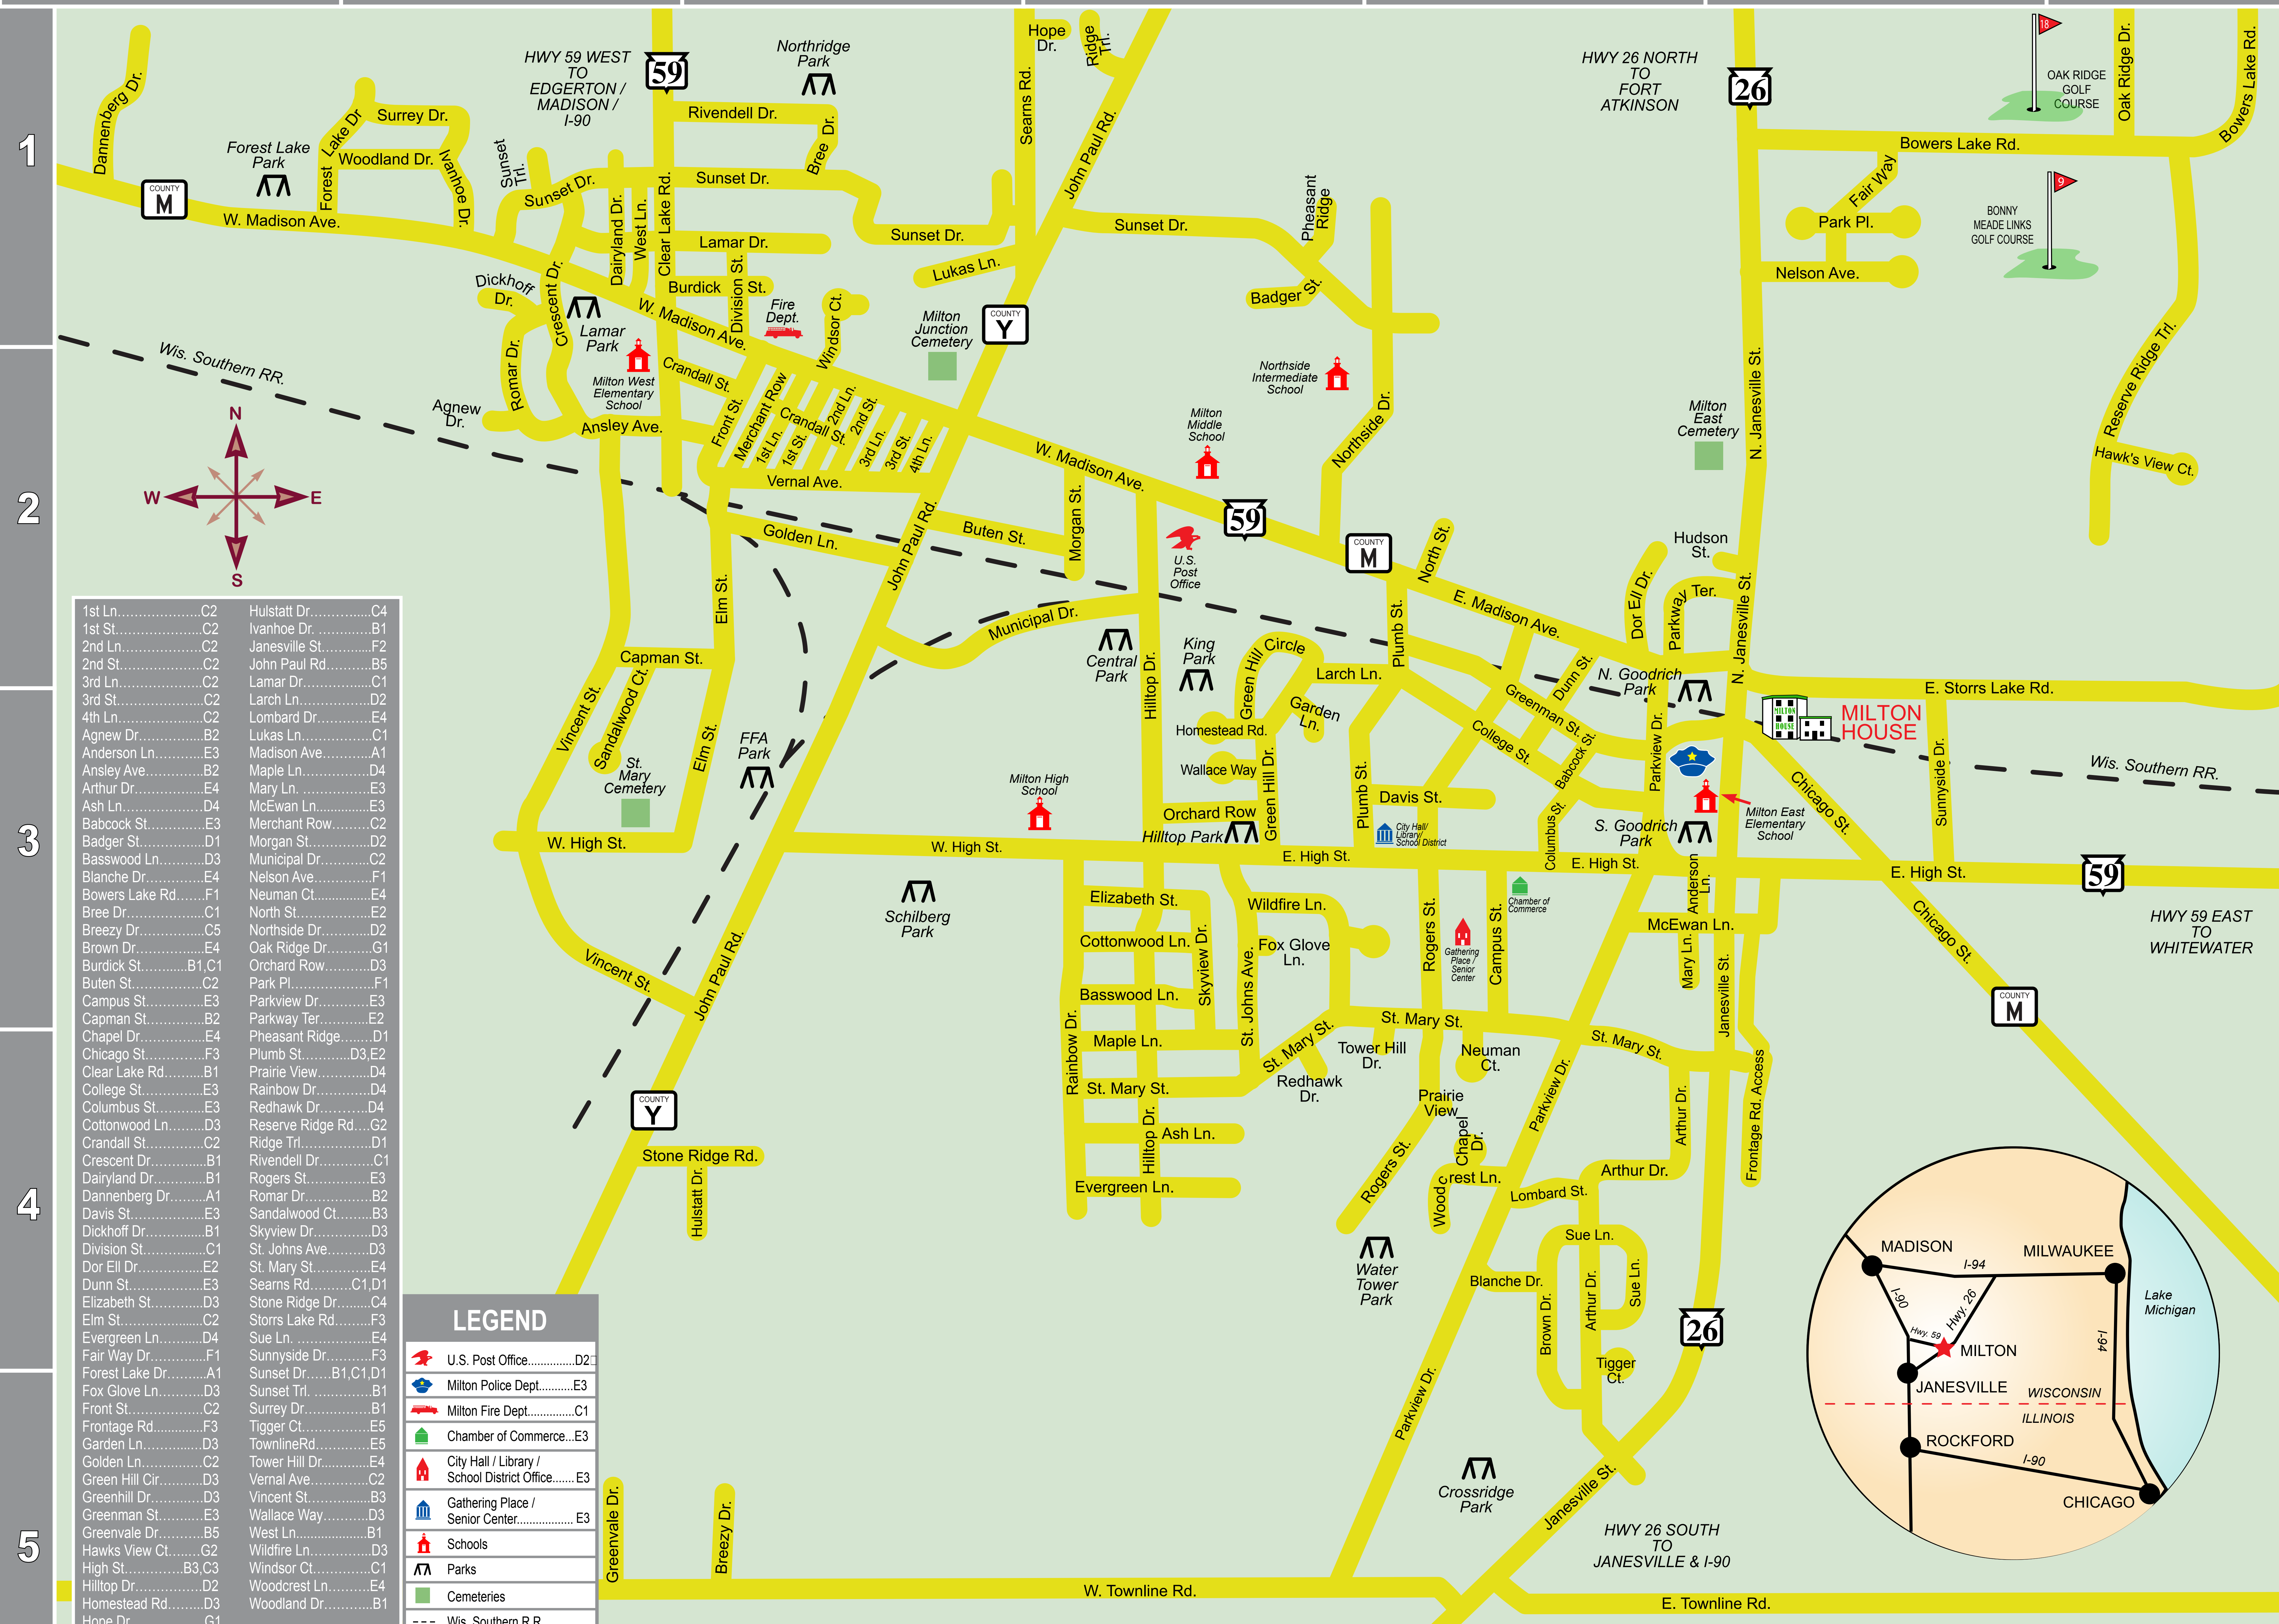 1
2
3
4
5
Dannenberg Dr.
COUNTY
M
Forest Lake
Park
Forest
Lake Dr
Surrey Dr.
Woodland Dr.
Ivanhoe Dr.
W. Madison Ave.
HWY 59 WEST
TO
EDGERTON /
MADISON /
I-90
59
Northridge
Park
Rivendell Dr.
Bree Dr.
Sunset
Trl.
Sunset Dr.
Sunset Dr.
Sunset Dr.
Dairyland Dr.
West Ln.
Clear Lake Rd.
Lamar Dr.
Burdick St.
Division St.
Lukas Ln.
Hope
Dr.
Ridge
Trl.
Searns Rd.
John Paul Rd.
Sunset Dr.
Pheasant
Ridge
Badger St.
HWY 26 NORTH
TO
FORT
ATKINSON
26
18
OAK RIDGE
GOLF
COURSE
Oak Ridge Dr.
Bowers Lake Rd.
Bowers Lake Rd.
Fair Way
Park Pl.
Nelson Ave.
9
BONNY
MEADE LINKS
GOLF COURSE
Dickhoff
Dr.
Crescent Dr.
Lamar
Park
W. Madison Ave.
Fire
Dept.
Windsor Ct.
Milton
Junction
Cemetery
COUNTY
Y
Wis. Southern RR.
Romar Dr.
Agnew
Dr.
Milton West
Elementary
School
Ansley Ave.
Crandall St.
Front St.
Merchant Row
Crandall St.
1st Ln.
1st St.
2nd Ln.
2nd St.
3rd Ln.
3rd St.
4th Ln.
Vernal Ave.
Golden Ln.
John Paul Rd.
Buten St.
Morgan St.
W. Madison Ave.
Milton
Middle
School
Northside
Intermediate
School
Northside Dr.
59
COUNTY
M
U.S.
Post
Office
Milton
East
Cemetery
N. Janesville St.
Reserve Ridge Trl.
Hawk's View Ct.
N
W
E
S
Elm St.
Capman St.
Sandalwood Ct.
Vincent St.
Elm St.
St.
Mary
Cemetery
W. High St.
Vincent St.
FFA
Park
Municipal Dr.
Central
Park
Hilltop Dr.
King
Park
Green Hill
Circle
Garden
Ln.
Larch Ln.
Plumb St.
North St.
E. Madison Ave.
Dor Ell Dr.
Parkway Ter.
Hudson
St.
N. Janesville St.
N. Goodrich
Park
Dunn St.
Greenman St.
College St.
Babcock St.
Columbus St.
Parkview Dr.
MILTON
HOUSE
MILTON
HOUSE
E. Storrs Lake Rd.
Sunnyside Dr.
Wis. Southern RR.
Homestead Rd.
Wallace Way
Green Hill Dr.
Orchard Row
Hilltop Park
Plumb St.
Davis St.
City Hall/
Library/
School District
Milton High
School
W. High St.
E. High St.
E. High St.
E. High St.
S. Goodrich
Park
Milton East
Elementary
School
Chicago St.
Chicago St.
59
HWY 59 EAST
TO
WHITEWATER
COUNTY
M
Schilberg
Park
John Paul Rd.
Elizabeth St.
Cottonwood Ln.
Basswood Ln.
Maple Ln.
St. Mary St.
Ash Ln.
Evergreen Ln.
Rainbow Dr.
Hilltop Dr.
Skyview Dr.
St. Johns Ave.
Wildfire Ln.
Fox Glove
Ln.
St. Mary St.
St. Mary St.
St. Mary St.
Redhawk
Dr.
Tower Hill
Dr.
Neuman
Ct.
Rogers St.
Campus St.
Chamber of
Commerce
Gathering
Place /
Senior
Center
McEwan Ln.
Anderson
Ln.
Mary Ln.
Janesville St.
Frontage Rd. Access
Prairie
View
Chapel
Dr.
Rogers St.
Woodcrest Ln.
Lombard St.
Parkview Dr.
Arthur Dr.
Arthur Dr.
Water
Tower
Park
Sue Ln.
Sue Ln.
Blanche Dr.
Brown Dr.
Arthur Dr.
Tigger
Ct.
26
Parkview Dr.
Crossridge
Park
Janesville St.
HWY 26 SOUTH
TO
JANESVILLE & I-90
W. Townline Rd.
E. Townline Rd.
Greenvale Dr.
Breezy Dr.
COUNTY
Y
Stone Ridge Rd.
Hulstatt Dr.
MADISON
MILWAUKEE
I-94
I-90
Hwy. 26
Hwy. 59
MILTON
JANESVILLE
I-94
Lake
Michigan
WISCONSIN
ILLINOIS
ROCKFORD
I-90
CHICAGO
1st Ln C2
1st St C2
2nd Ln C2
2nd St C2
3rd Ln C2
3rd St C2
4th Ln C2
Agnew Dr B2
Anderson Ln E3
Ansley Ave B2
Arthur Dr E4
Ash Ln D4
Babcock St E3
Badger St D1
Basswood Ln D3
Blanche Dr E4
Bowers Lake Rd F1
Bree Dr C1
Breezy Dr C5
Brown Dr E4
Burdick St B1,C1
Buten St C2
Campus St E3
Capman St B2
Chapel Dr E4
Chicago St F3
Clear Lake Rd B1
College St E3
Columbus St E3
Cottonwood Ln D3
Crandall St C2
Crescent Dr B1
Dairyland Dr B1
Dannenberg Dr A1
Davis St E3
Dickhoff Dr B1
Division St C1
Dor Ell Dr E2
Dunn St E3
Elizabeth St D3
Elm St C2
Evergreen Ln D4
Fair Way Dr F1
Forest Lake Dr A1
Fox Glove Ln D3
Front St C2
Frontage Rd F3
Garden Ln D3
Golden Ln C2
Green Hill Cir D3
Greenhill Dr D3
Greenman St E3
Greenvale Dr B5
Hawks View Ct G2
High St B3,C3
Hilltop Dr D2
Homestead Rd D3
Hope Dr G1
Hulstatt Dr C4
Ivanhoe Dr. B1
Janesville St F2
John Paul Rd B5
Lamar Dr C1
Larch Ln D2
Lombard Dr E4
Lukas Ln C1
Madison Ave A1
Maple Ln D4
Mary Ln. E3
McEwan Ln E3
Merchant Row C2
Morgan St D2
Municipal Dr C2
Nelson Ave F1
Neuman Ct E4
North St E2
Northside Dr D2
Oak Ridge Dr G1
Orchard Row D3
Park Pl F1
Parkview Dr E3
Parkway Ter E2
Pheasant Ridge D1
Plumb St D3,E2
Prairie View D4
Rainbow Dr D4
Redhawk Dr D4
Reserve Ridge Rd G2
Ridge Trl D1
Rivendell Dr C1
Rogers St E3
Romar Dr B2
Sandalwood Ct B3
Skyview Dr D3
St. Johns Ave D3
St. Mary St E4
Searns Rd C1,D1
Stone Ridge Dr C4
Storrs Lake Rd F3
Sue Ln. E4
Sunnyside Dr F3
Sunset Dr B1,C1,D1
Sunset Trl. B1
Surrey Dr B1
Tigger Ct E5
TownlineRd E5
Tower Hill Dr E4
Vernal Ave C2
Vincent St B3
Wallace Way D3
West Ln B1
Wildfire Ln D3
Windsor Ct C1
Woodcrest Ln E4
Woodland Dr B1
LEGEND
U.S. Post Office D2
Milton Police Dept E3
Milton Fire Dept C1
Chamber of Commerce E3
City Hall / Library /
School District Office E3
Gathering Place /
Senior Center E3
Schools
Parks
Cemeteries
Wis. Southern R.R.